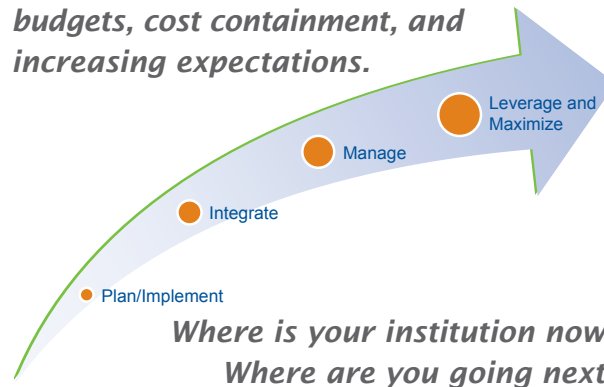 budgets, cost containment, and
increasing expectations.
Leverage and
Maximize
Manage
Integrate
Plan/Implement
Where is your institution now
Where are you going next